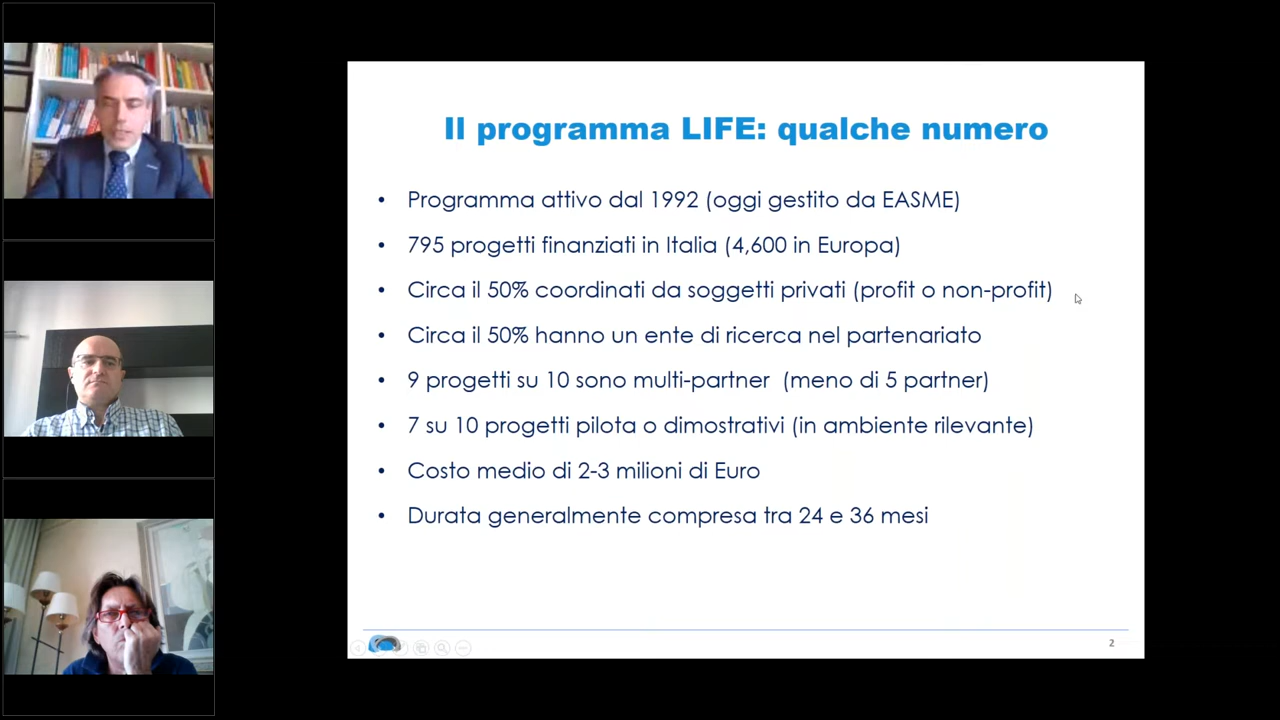 Il programma LIFE: qualche numero
• Programma attivo dal 1992 (oggi gestito da EASME)
• 795 progetti finanziati in Italia (4,600 in Europa)
• Circa il 50% coordinati da soggetti privati (profit o non-profit)
• Circa il 50% hanno un ente di ricerca nel partenariato
• 9 progetti su 10 sono multi-partner (meno di 5 partner)
• 7 su 10 progetti pilota o dimostrativi (in ambiente rilevante)
• Costo medio di 2-3 milioni di Euro
• Durata generalmente compresa tra 24 e 36 mesi
2